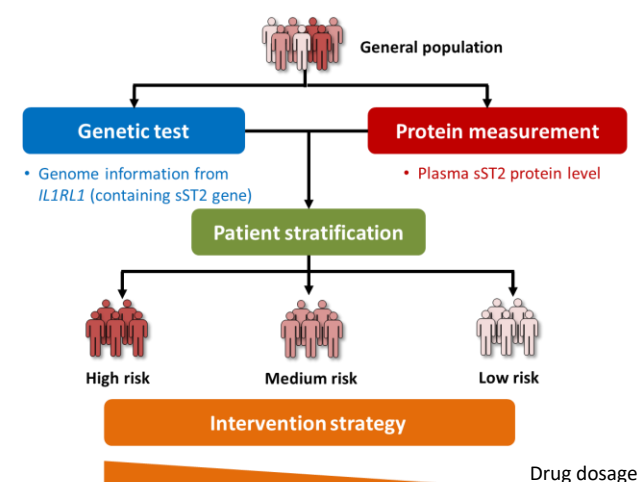 General population
Genetic test
Protein measurement
• Genome information from
IL1RL1 (containing sST2 gene)
• Plasma sST2 protein level
Patient stratification
High risk
Medium risk
Low risk
Intervention strategy
Drug dosage